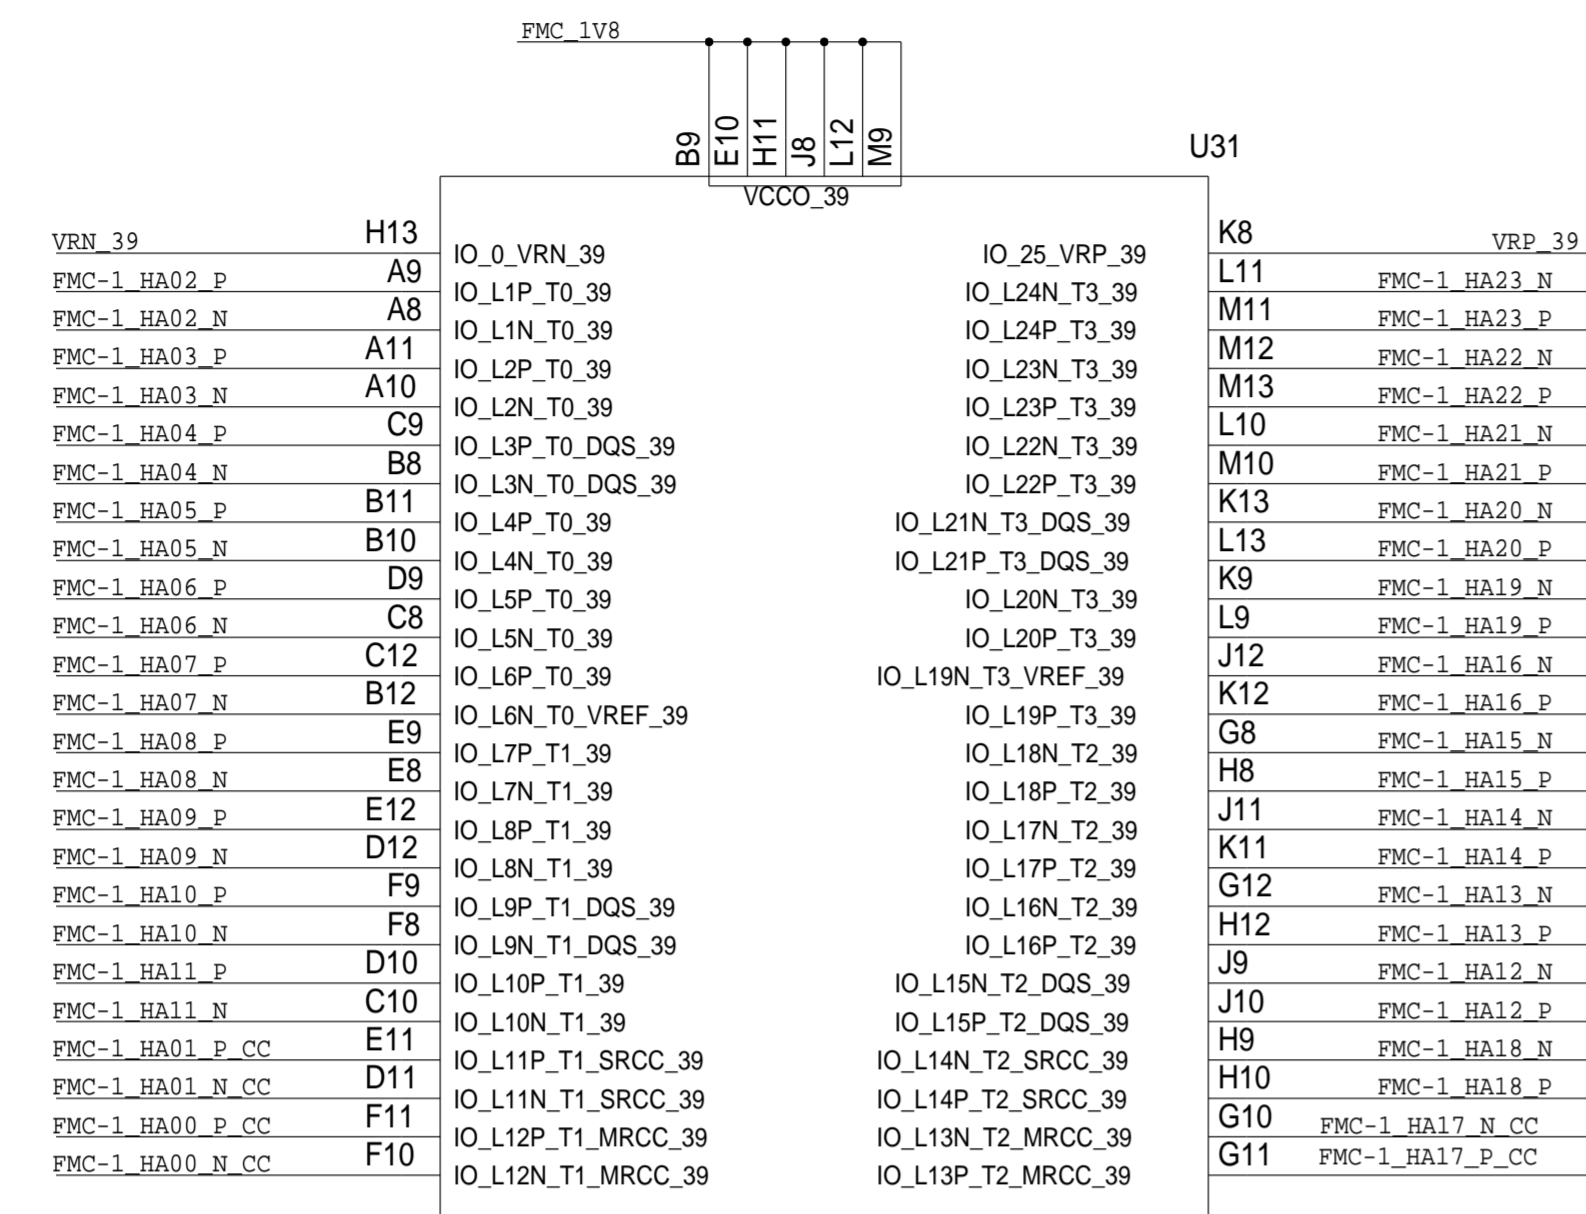 FMC_1V8
B9 E10 H11 J8 L12 M9
U31
VCCO_39
VRN_39 H13 IO_0_VRN_39 IO_25_VRP_39 K8 VRP_39
FMC-1_HA02_P A9 IO_L1P_T0_39 IO_L24N_T3_39 L11 FMC-1_HA23_N
FMC-1_HA02_N A8 IO_L1N_T0_39 IO_L24P_T3_39 M11 FMC-1_HA23_P
FMC-1_HA03_P A11 IO_L2P_T0_39 IO_L23N_T3_39 M12 FMC-1_HA22_N
FMC-1_HA03_N A10 IO_L2N_T0_39 IO_L23P_T3_39 M13 FMC-1_HA22_P
FMC-1_HA04_P C9 IO_L3P_T0_DQS_39 IO_L22N_T3_39 L10 FMC-1_HA21_N
FMC-1_HA04_N B8 IO_L3N_T0_DQS_39 IO_L22P_T3_39 M10 FMC-1_HA21_P
FMC-1_HA05_P B11 IO_L4P_T0_39 IO_L21N_T3_DQS_39 K13 FMC-1_HA20_N
FMC-1_HA05_N B10 IO_L4N_T0_39 IO_L21P_T3_DQS_39 L13 FMC-1_HA20_P
FMC-1_HA06_P D9 IO_L5P_T0_39 IO_L20N_T3_39 K9 FMC-1_HA19_N
FMC-1_HA06_N C8 IO_L5N_T0_39 IO_L20P_T3_39 L9 FMC-1_HA19_P
FMC-1_HA07_P C12 IO_L6P_T0_39 IO_L19N_T3_VREF_39 J12 FMC-1_HA16_N
FMC-1_HA07_N B12 IO_L6N_T0_VREF_39 IO_L19P_T3_39 K12 FMC-1_HA16_P
FMC-1_HA08_P E9 IO_L7P_T1_39 IO_L18N_T2_39 G8 FMC-1_HA15_N
FMC-1_HA08_N E8 IO_L7N_T1_39 IO_L18P_T2_39 H8 FMC-1_HA15_P
FMC-1_HA09_P E12 IO_L8P_T1_39 IO_L17N_T2_39 J11 FMC-1_HA14_N
FMC-1_HA09_N D12 IO_L8N_T1_39 IO_L17P_T2_39 K11 FMC-1_HA14_P
FMC-1_HA10_P F9 IO_L9P_T1_DQS_39 IO_L16N_T2_39 G12 FMC-1_HA13_N
FMC-1_HA10_N F8 IO_L9N_T1_DQS_39 IO_L16P_T2_39 H12 FMC-1_HA13_P
FMC-1_HA11_P D10 IO_L10P_T1_39 IO_L15N_T2_DQS_39 J9 FMC-1_HA12_N
FMC-1_HA11_N C10 IO_L10N_T1_39 IO_L15P_T2_DQS_39 J10 FMC-1_HA12_P
FMC-1_HA01_P_CC E11 IO_L11P_T1_SRCC_39 IO_L14N_T2_SRCC_39 H9 FMC-1_HA18_N
FMC-1_HA01_N_CC D11 IO_L11N_T1_SRCC_39 IO_L14P_T2_SRCC_39 H10 FMC-1_HA18_P
FMC-1_HA00_P_CC F11 IO_L12P_T1_MRCC_39 IO_L13N_T2_MRCC_39 G10 FMC-1_HA17_N_CC
FMC-1_HA00_N_CC F10 IO_L12N_T1_MRCC_39 IO_L13P_T2_MRCC_39 G11 FMC-1_HA17_P_CC